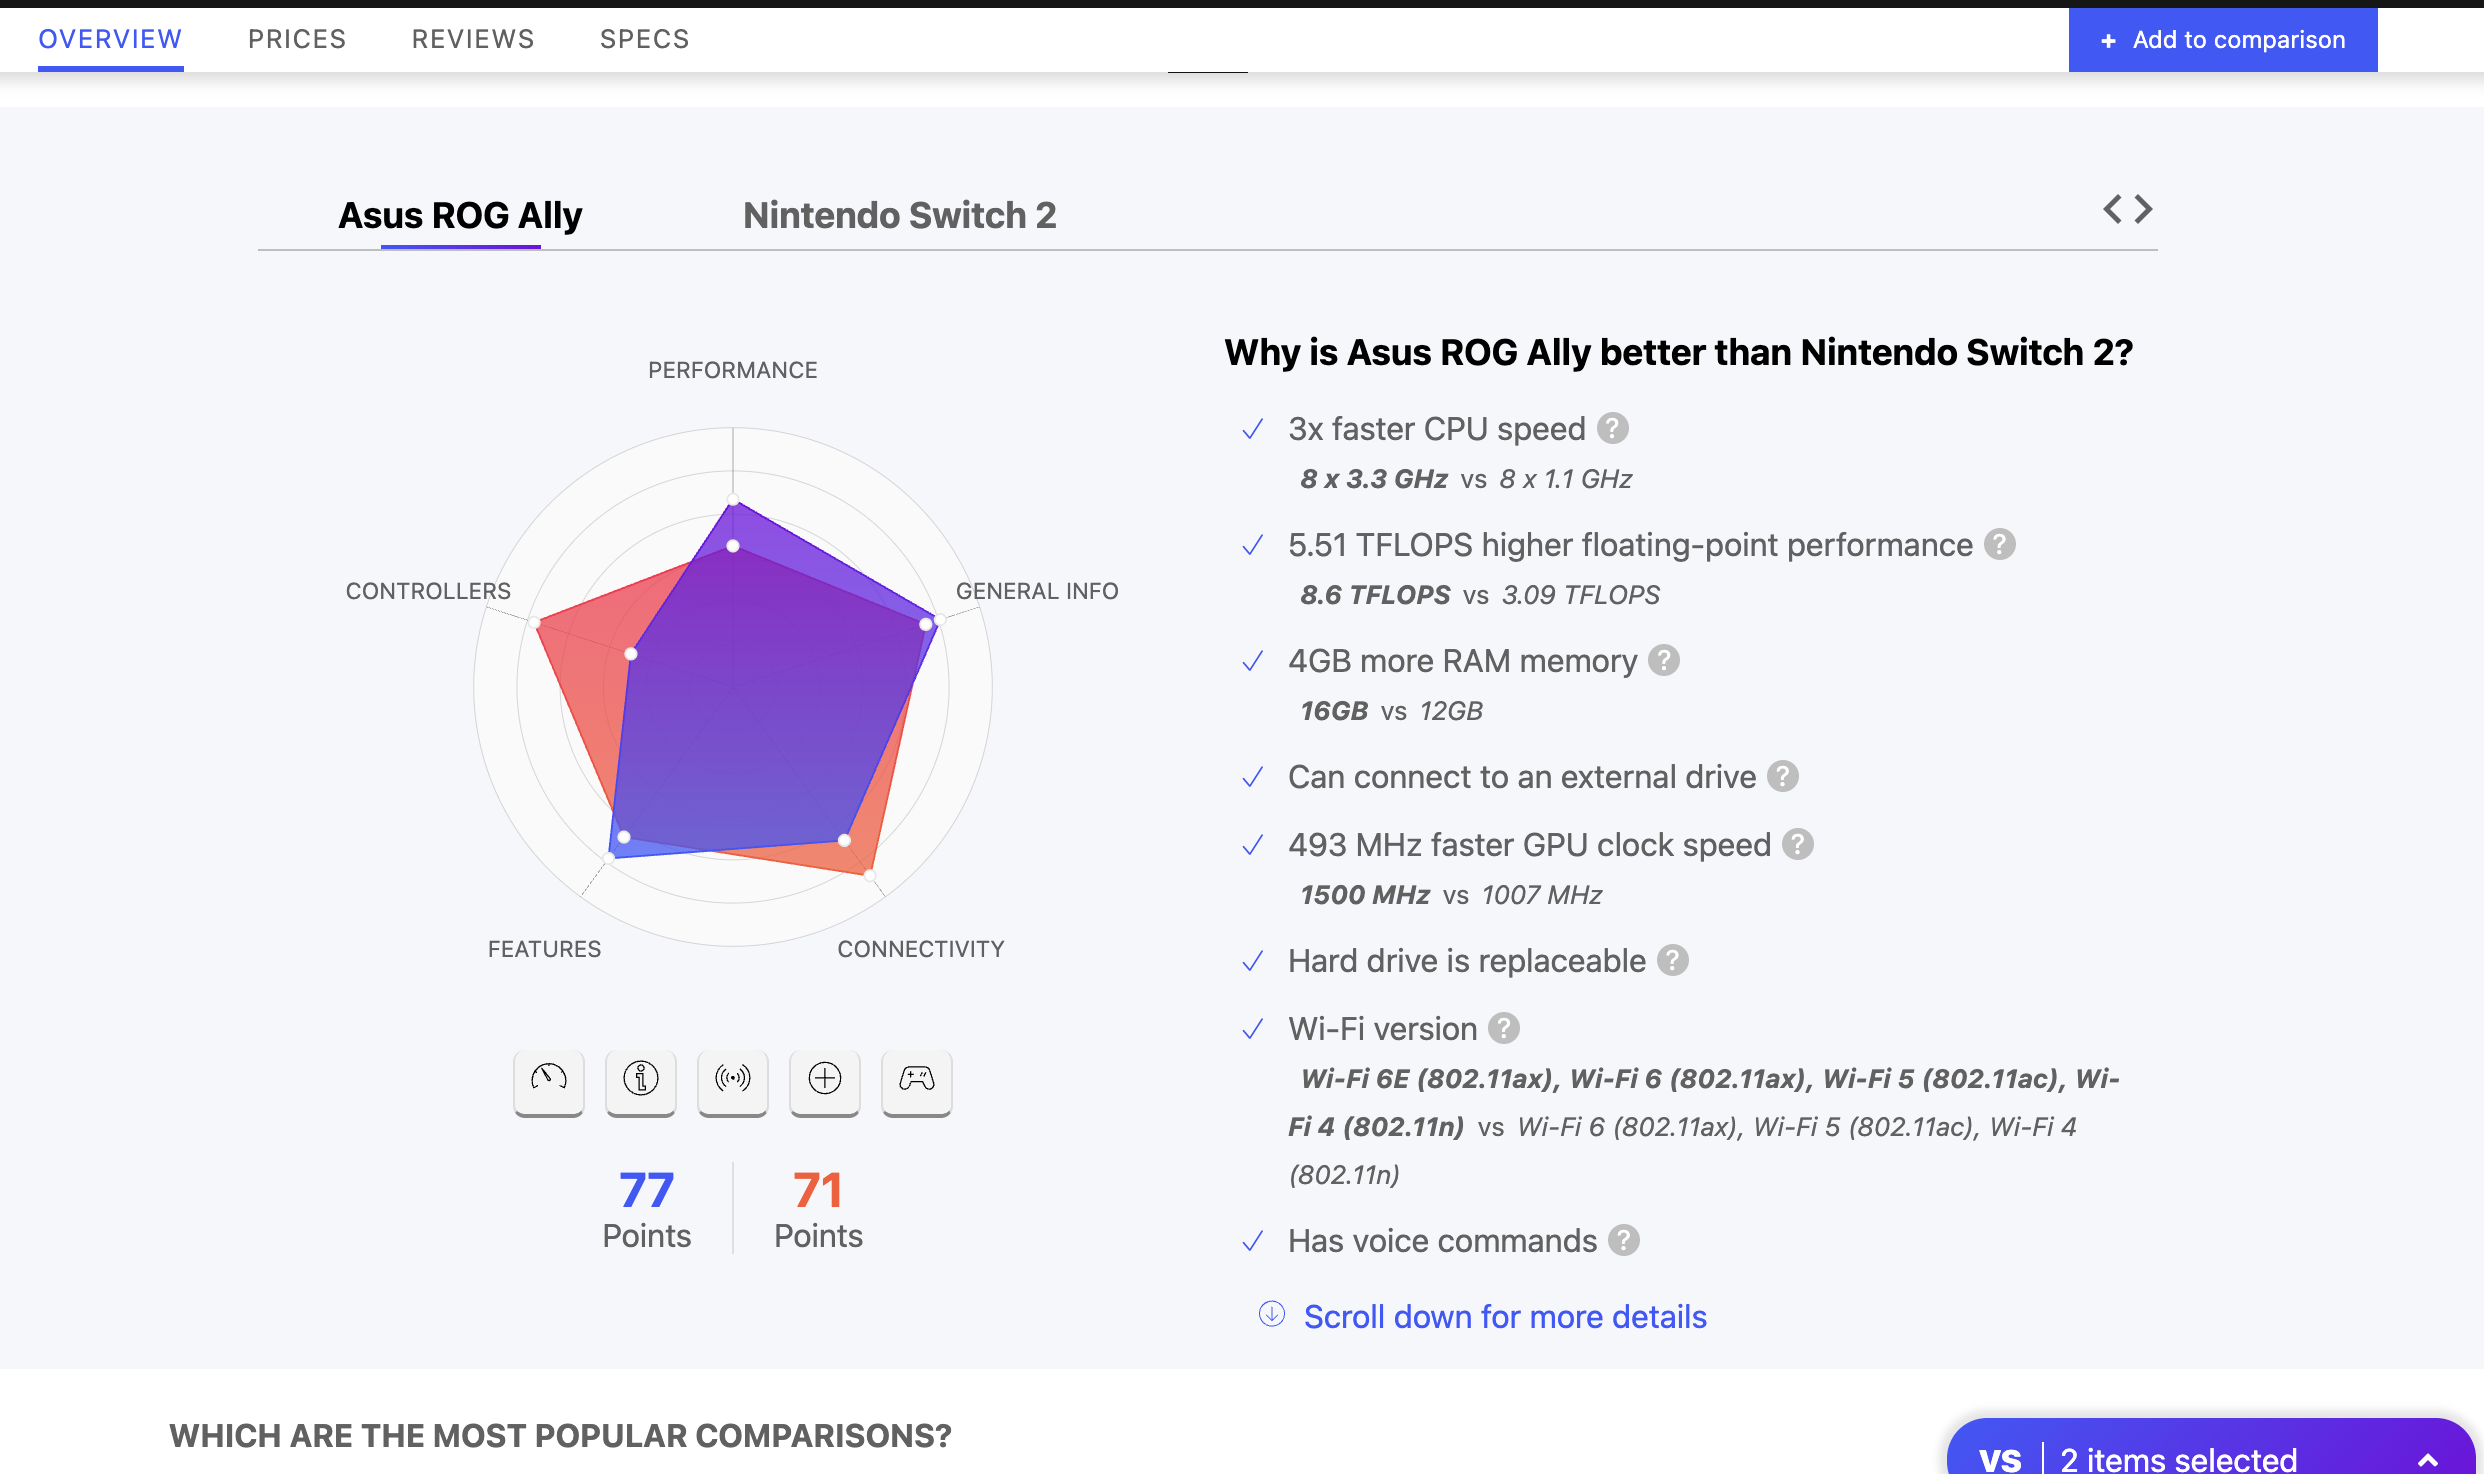 OVERVIEW PRICES REVIEWS SPECS + Add to comparison
Asus ROG Ally Nintendo Switch 2
PERFORMANCE
CONTROLLERS
GENERAL INFO
FEATURES
CONNECTIVITY
77
Points
71
Points
Why is Asus ROG Ally better than Nintendo Switch 2?
3x faster CPU speed ?
8 x 3.3 GHz vs 8 x 1.1 GHz
5.51 TFLOPS higher floating-point performance ?
8.6 TFLOPS vs 3.09 TFLOPS
4GB more RAM memory ?
16GB vs 12GB
Can connect to an external drive ?
493 MHz faster GPU clock speed ?
1500 MHz vs 1007 MHz
Hard drive is replaceable ?
Wi-Fi version ?
Wi-Fi 6E (802.11ax), Wi-Fi 6 (802.11ax), Wi-Fi 5 (802.11ac), Wi-
Fi 4 (802.11n) vs Wi-Fi 6 (802.11ax), Wi-Fi 5 (802.11ac), Wi-Fi 4
(802.11n)
Has voice commands ?
Scroll down for more details
WHICH ARE THE MOST POPULAR COMPARISONS?
VS 2 items selected